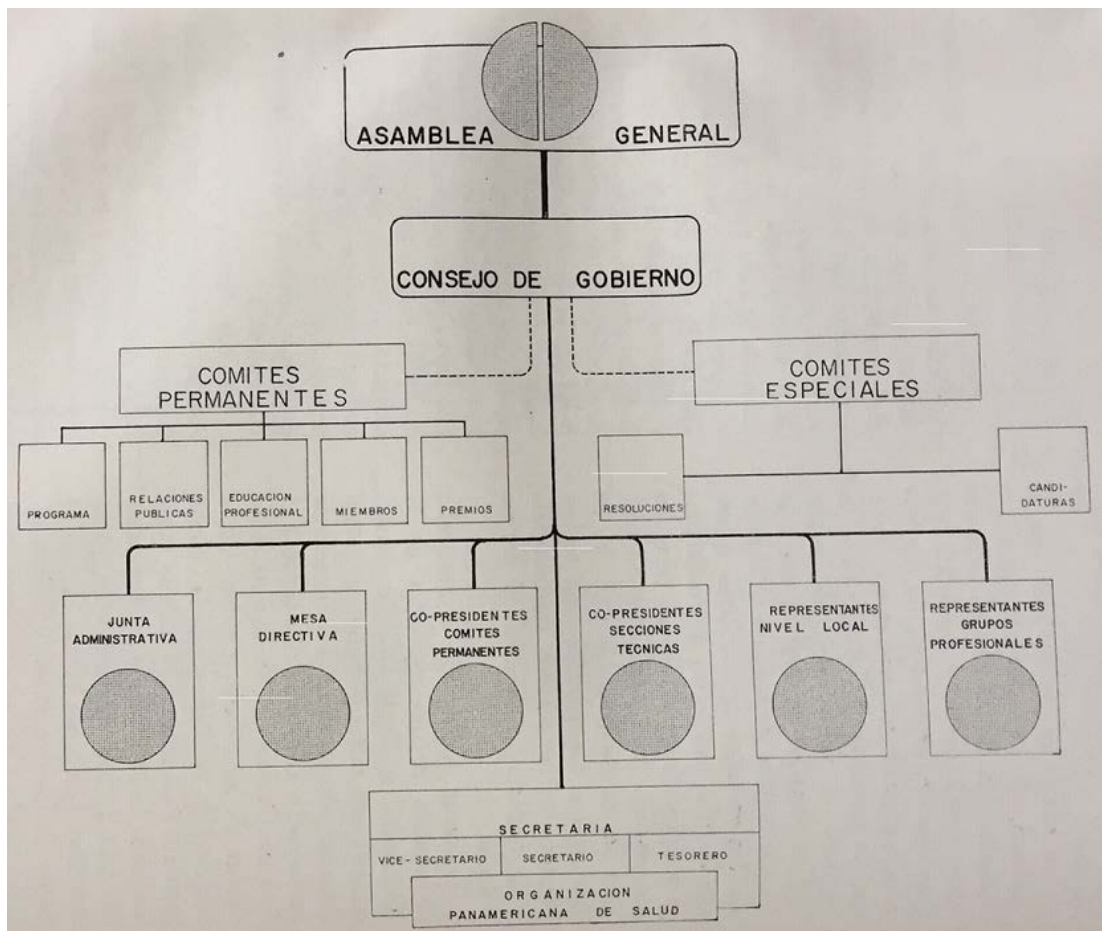 ASAMBLEA GENERAL
CONSEJO DE GOBIERNO
COMITES
PERMANENTES
COMITES
ESPECIALES
PROGRAMA
RELACIONES
PUBLICAS
EDUCACION
PROFESIONAL
MIEMBROS
PREMIOS
RESOLUCIONES
CANDI-
DATURAS
JUNTA
ADMINISTRATIVA
MESA
DIRECTIVA
CO-PRESIDENTES
COMITES
PERMANENTES
CO-PRESIDENTES
SECCIONES
TECNICAS
REPRESENTANTES
NIVEL LOCAL
REPRESENTANTES
GRUPOS
PROFESIONALES
SECRETARIA
VICE-SECRETARIO
SECRETARIO
TESORERO
ORGANIZACION
PANAMERICANA DE SALUD